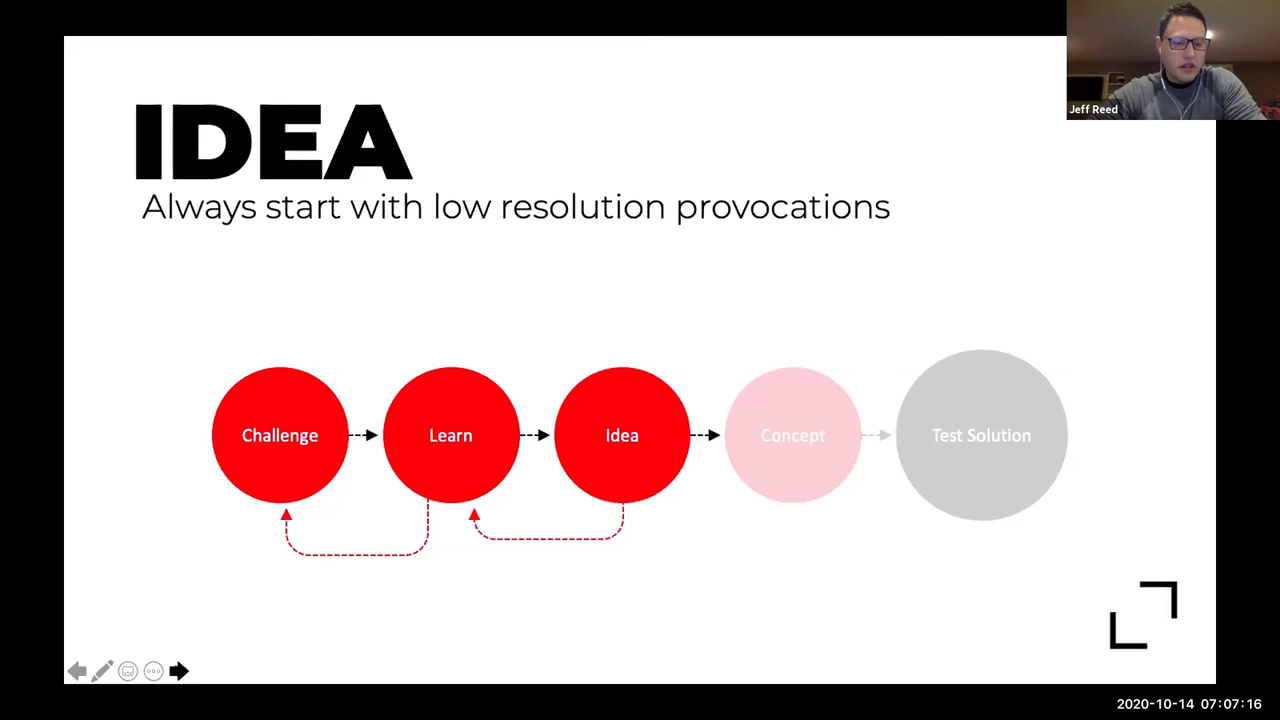 Jeff Reed
IDEA
Always start with low resolution provocations
Challenge
Learn
Idea
Concept
Test Solution
2020-10-14 07:07:16